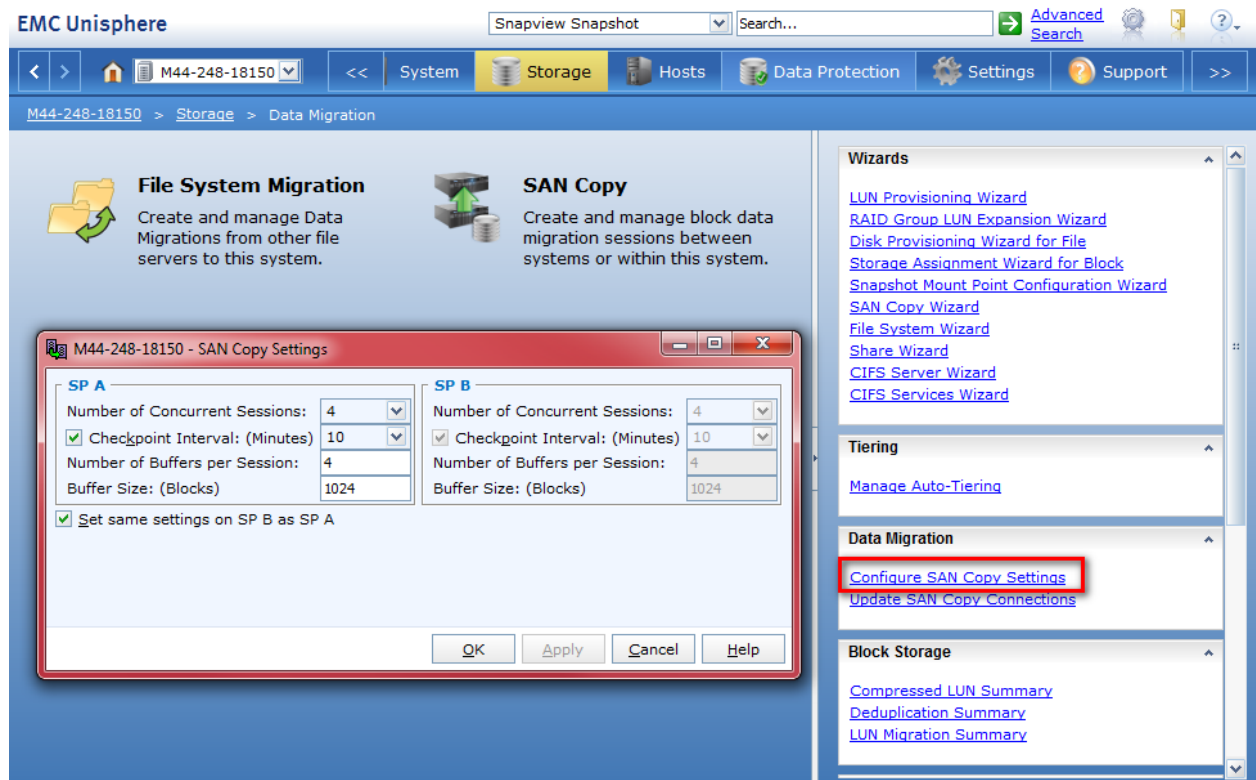 EMC Unisphere
Snapview Snapshot
Search...
Advanced Search
M44-248-18150
<<
System
Storage
Hosts
Data Protection
Settings
Support
>>
M44-248-18150 > Storage > Data Migration
File System Migration
Create and manage Data
Migrations from other file
servers to this system.
SAN Copy
Create and manage block data
migration sessions between
systems or within this system.
M44-248-18150 - SAN Copy Settings
SP A
Number of Concurrent Sessions: 4
Checkpoint Interval: (Minutes) 10
Number of Buffers per Session: 4
Buffer Size: (Blocks) 1024
SP B
Number of Concurrent Sessions: 4
Checkpoint Interval: (Minutes) 10
Number of Buffers per Session: 4
Buffer Size: (Blocks) 1024
Set same settings on SP B as SP A
OK
Apply
Cancel
Help
Wizards
LUN Provisioning Wizard
RAID Group LUN Expansion Wizard
Disk Provisioning Wizard for File
Storage Assignment Wizard for Block
Snapshot Mount Point Configuration Wizard
SAN Copy Wizard
File System Wizard
Share Wizard
CIFS Server Wizard
CIFS Services Wizard
Tiering
Manage Auto-Tiering
Data Migration
Configure SAN Copy Settings
Update SAN Copy Connections
Block Storage
Compressed LUN Summary
Deduplication Summary
LUN Migration Summary